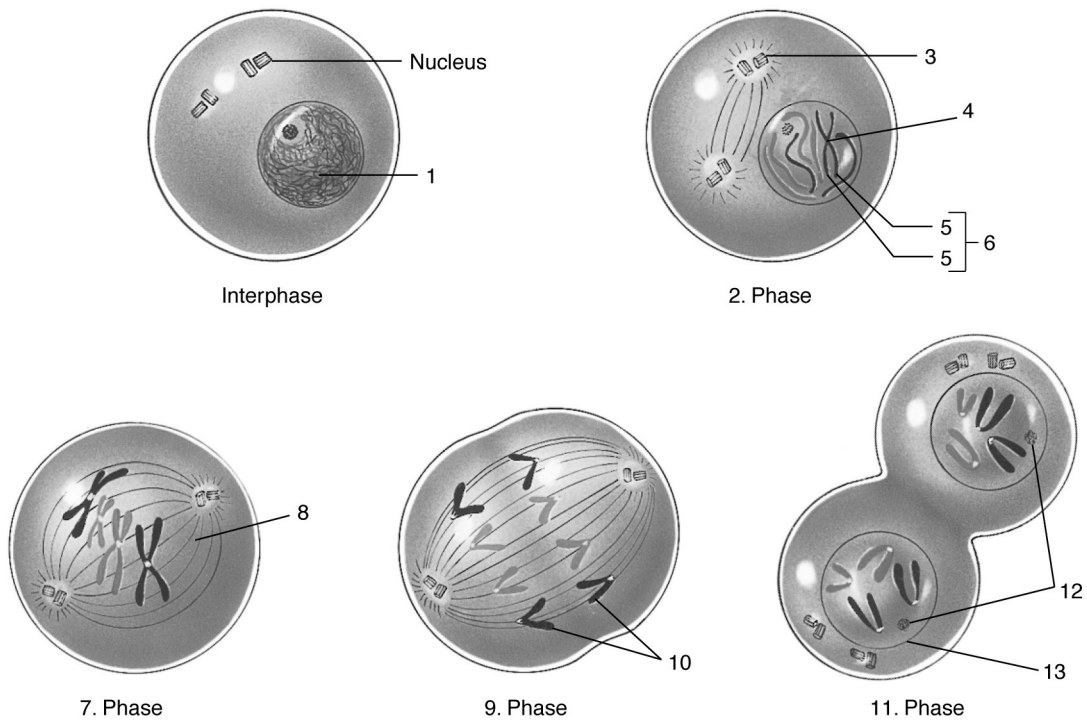 Nucleus
1
Interphase
3
4
5
5
6
2. Phase
8
7. Phase
10
9. Phase
12
13
11. Phase